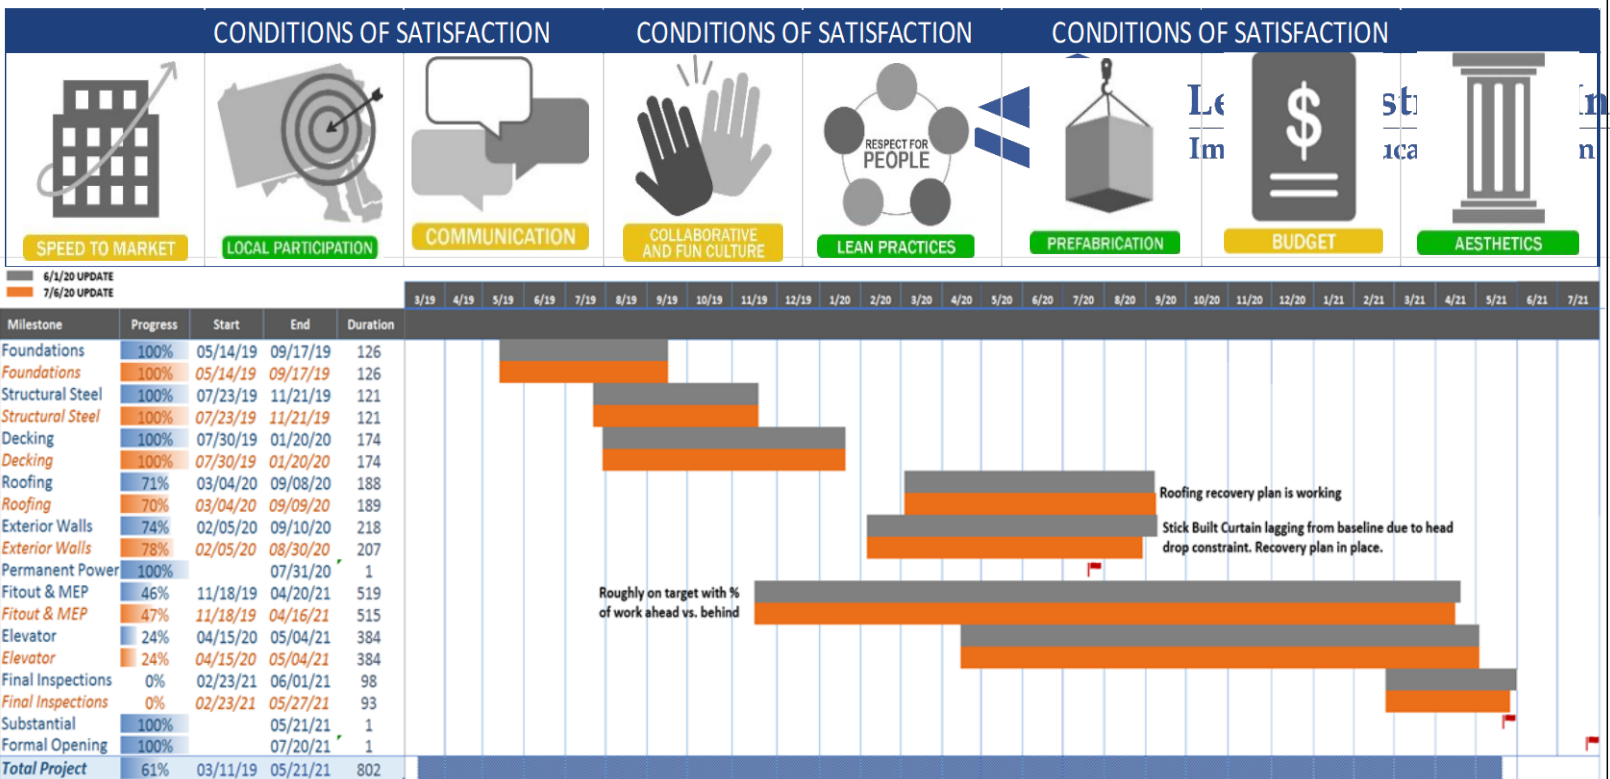 CONDITIONS OF SATISFACTION CONDITIONS OF SATISFACTION CONDITIONS OF SATISFACTION
RESPECT FOR
PEOPLE
$
SPEED TO MARKET
LOCAL PARTICIPATION
COMMUNICATION
COLLABORATIVE
AND FUN CULTURE
LEAN PRACTICES
PREFABRICATION
BUDGET
AESTHETICS
6/1/20 UPDATE
7/6/20 UPDATE
3/19 4/19 5/19 6/19 7/19 8/19 9/19 10/19 11/19 12/19 1/20 2/20 3/20 4/20 5/20 6/20 7/20 8/20 9/20 10/20 11/20 12/20 1/21 2/21 3/21 4/21 5/21 6/21 7/21
Milestone Progress Start End Duration
Foundations 100% 05/14/19 09/17/19 126
Foundations 100% 05/14/19 09/17/19 126
Structural Steel 100% 07/23/19 11/21/19 121
Structural Steel 100% 07/23/19 11/21/19 121
Decking 100% 07/30/19 01/20/20 174
Decking 100% 07/30/19 01/20/20 174
Roofing 71% 03/04/20 09/08/20 188
Roofing 70% 03/04/20 09/09/20 189
Roofing recovery plan is working
Exterior Walls 74% 02/05/20 09/10/20 218
Exterior Walls 78% 02/05/20 08/30/20 207
Stick Built Curtain lagging from baseline due to head
drop constraint. Recovery plan in place.
Permanent Power 100% 07/31/20 1
Fitout & MEP 46% 11/18/19 04/20/21 519
Fitout & MEP 47% 11/18/19 04/16/21 515
Roughly on target with %
of work ahead vs. behind
Elevator 24% 04/15/20 05/04/21 384
Elevator 24% 04/15/20 05/04/21 384
Final Inspections 0% 02/23/21 06/01/21 98
Final Inspections 0% 02/23/21 05/27/21 93
Substantial 100% 05/21/21 1
Formal Opening 100% 07/20/21 1
Total Project 61% 03/11/19 05/21/21 802